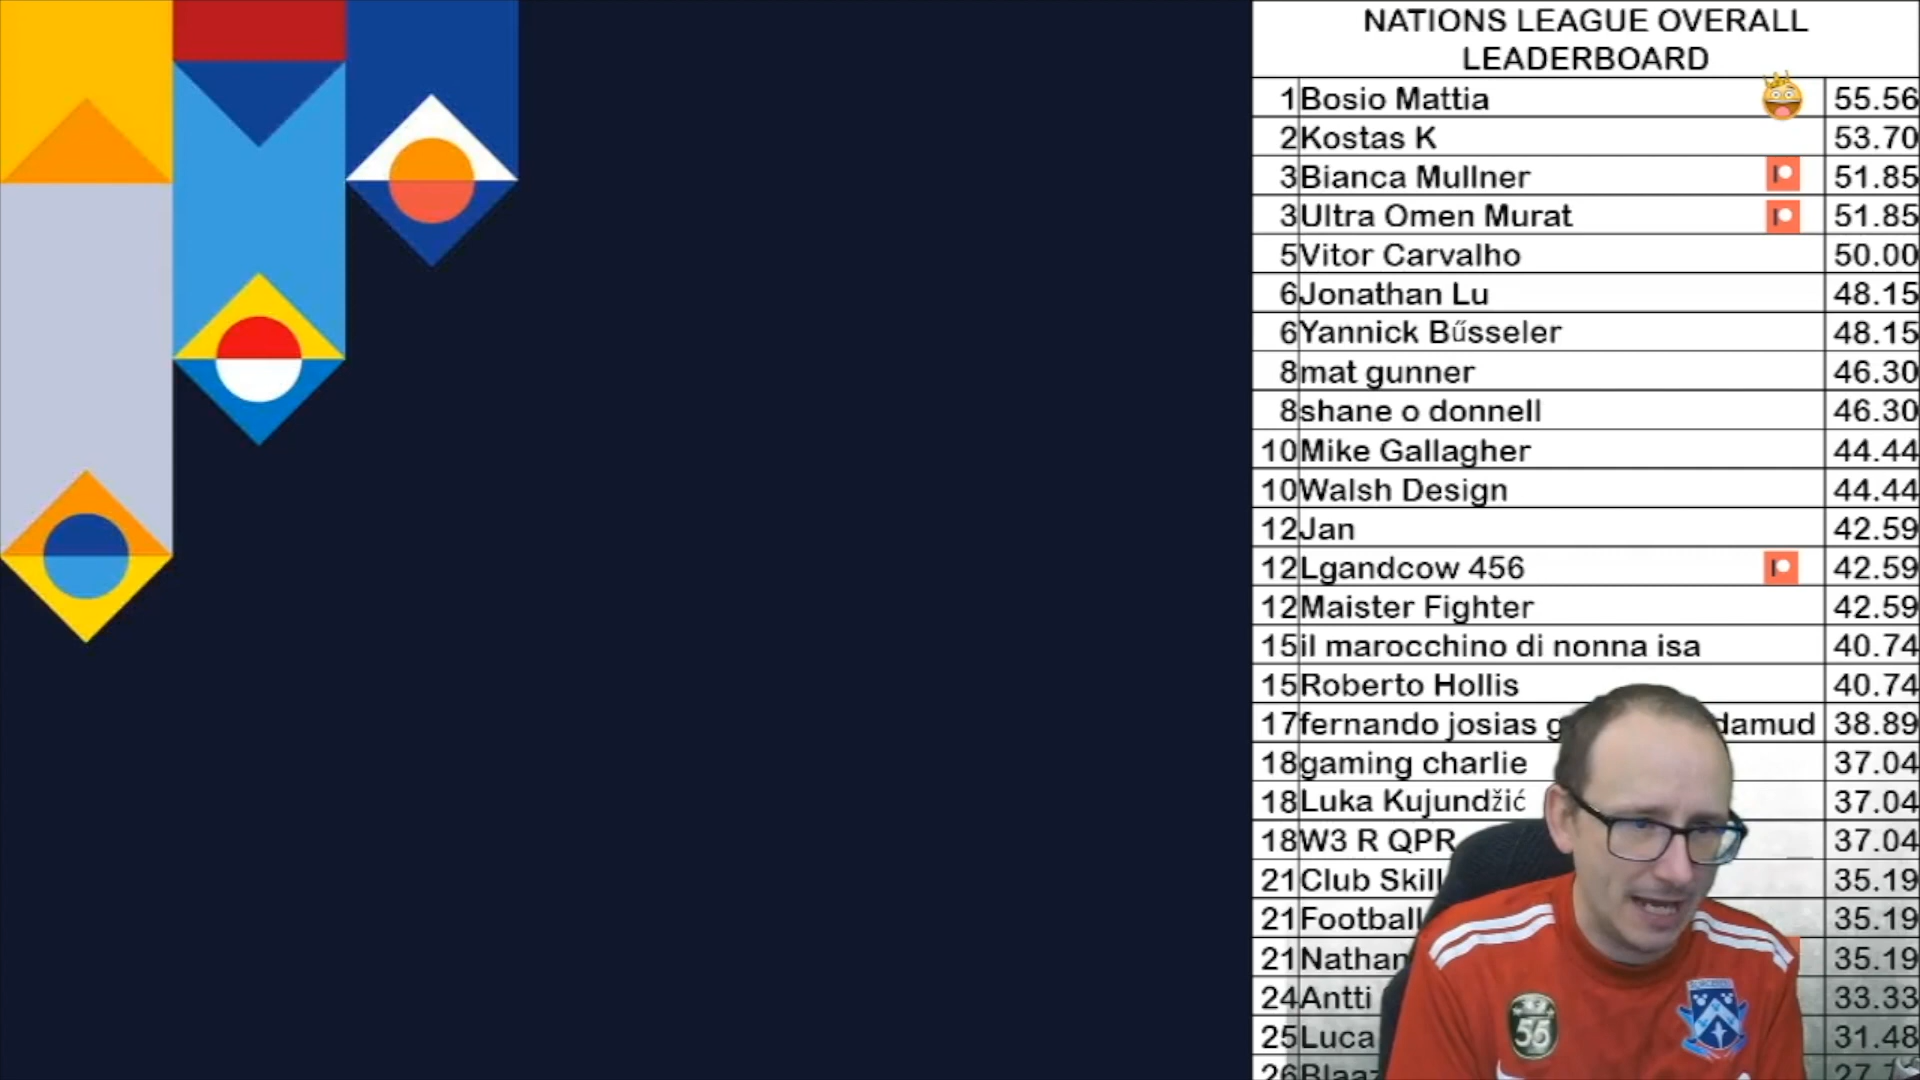 NATIONS LEAGUE OVERALL
LEADERBOARD
1 Bosio Mattia 55.56
2 Kostas K 53.70
3 Bianca Mullner 51.85
3 Ultra Omen Murat 51.85
5 Vitor Carvalho 50.00
6 Jonathan Lu 48.15
6 Yannick Bűsseler 48.15
8 mat gunner 46.30
8 shane o donnell 46.30
10 Mike Gallagher 44.44
10 Walsh Design 44.44
12 Jan 42.59
12 Lgandcow 456 42.59
12 Maister Fighter 42.59
15 il marocchino di nonna isa 40.74
15 Roberto Hollis 40.74
17 fernando josias damud 38.89
18 gaming charlie 37.04
18 Luka Kujundžić 37.04
18 W3 R QPR 37.04
21 Club Skill 35.19
21 Football 35.19
21 Nathan 35.19
24 Antti 33.33
25 Luca 31.48
26
55